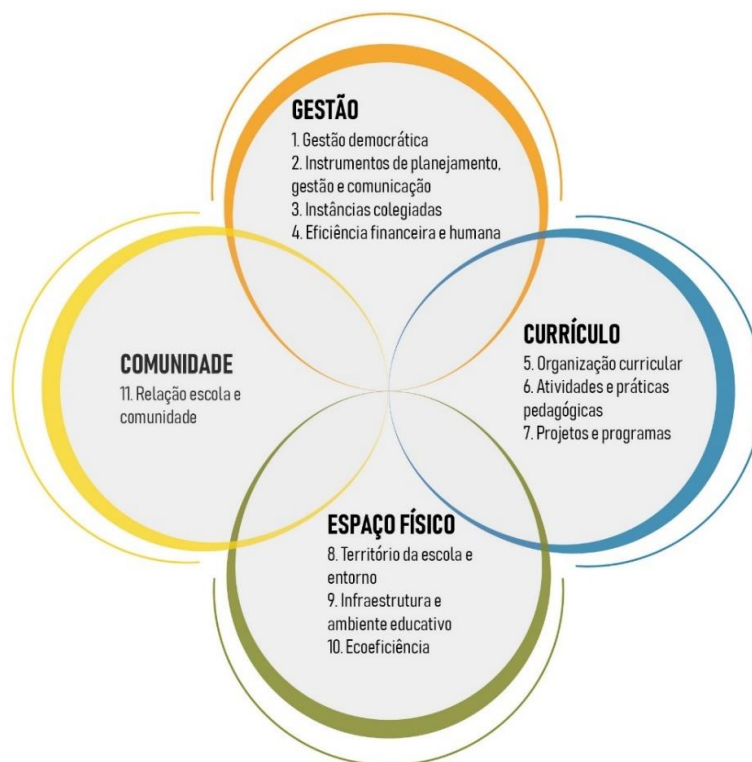 GESTÃO
1. Gestão democrática
2. Instrumentos de planejamento,
gestão e comunicação
3. Instâncias colegiadas
4. Eficiência financeira e humana
CURRÍCULO
5. Organização curricular
6. Atividades e práticas
pedagógicas
7. Projetos e programas
ESPAÇO FÍSICO
8. Território da escola e
entorno
9. Infraestrutura e
ambiente educativo
10. Ecoeficiência
COMUNIDADE
11. Relação escola e
comunidade